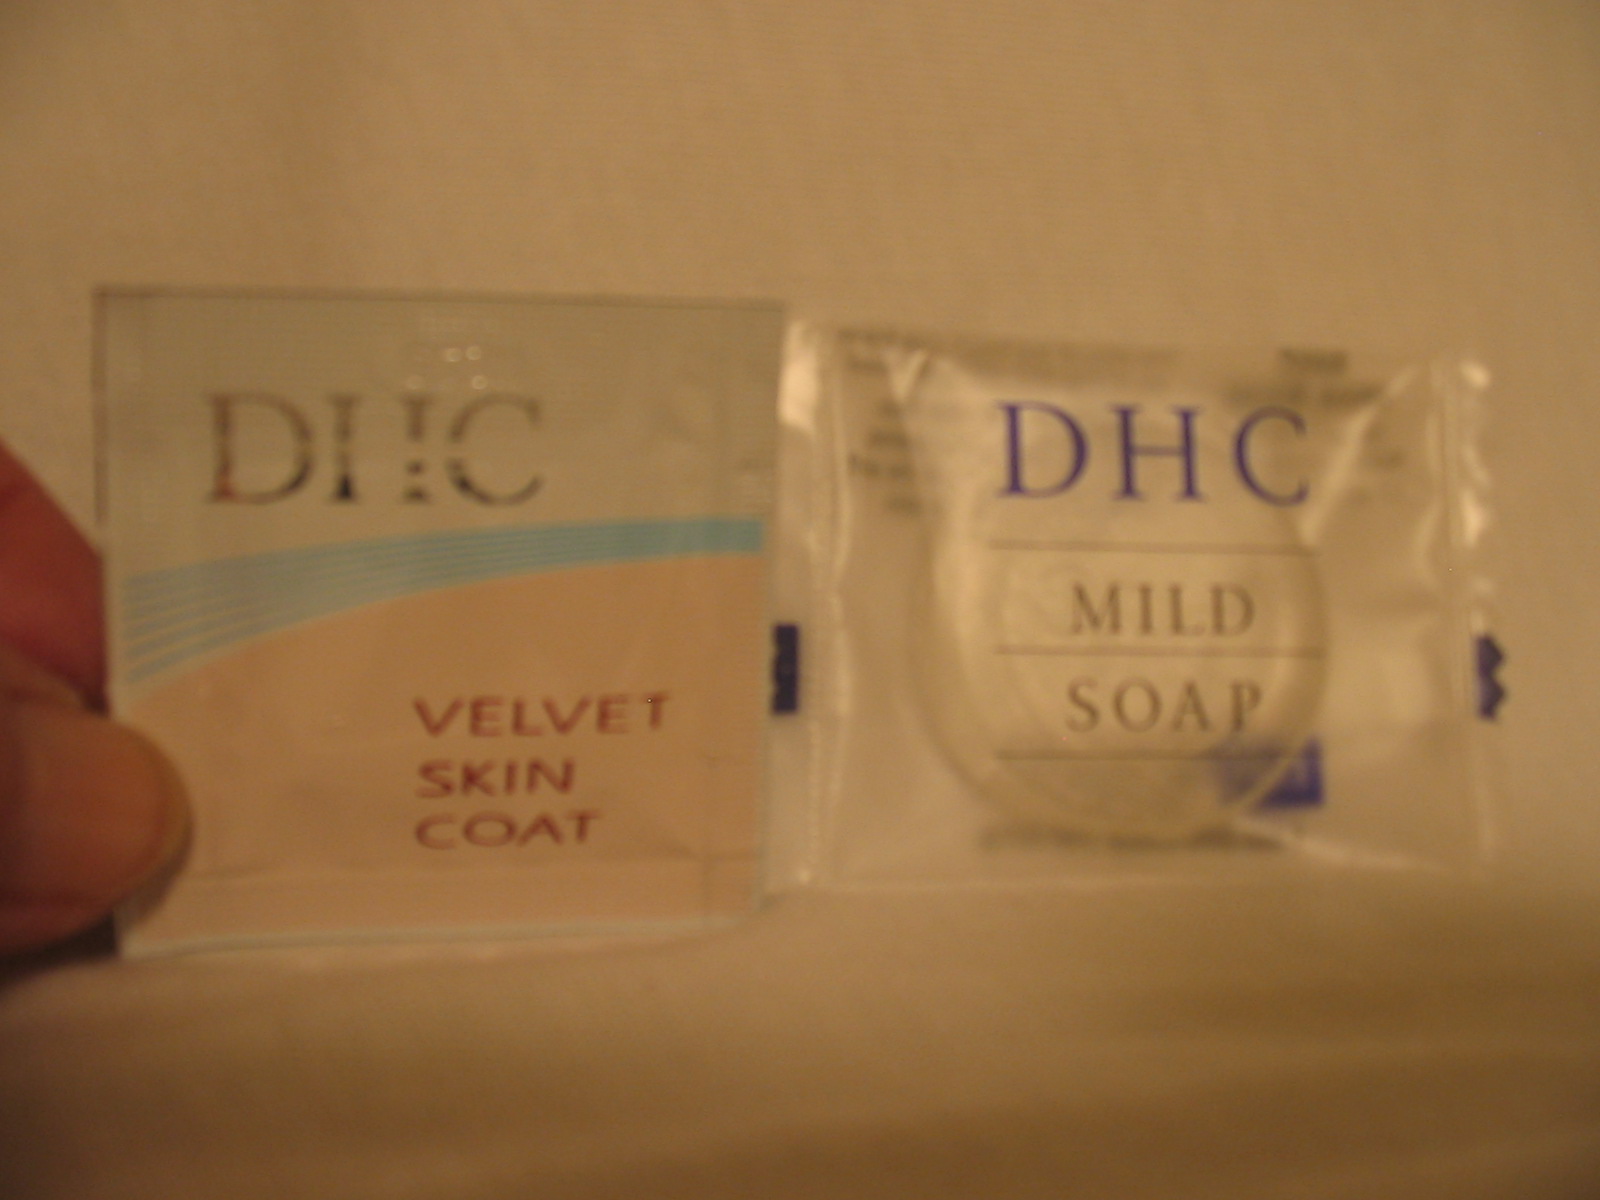 DHC
VELVET
SKIN
COAT
DHC
MILD
SOAP